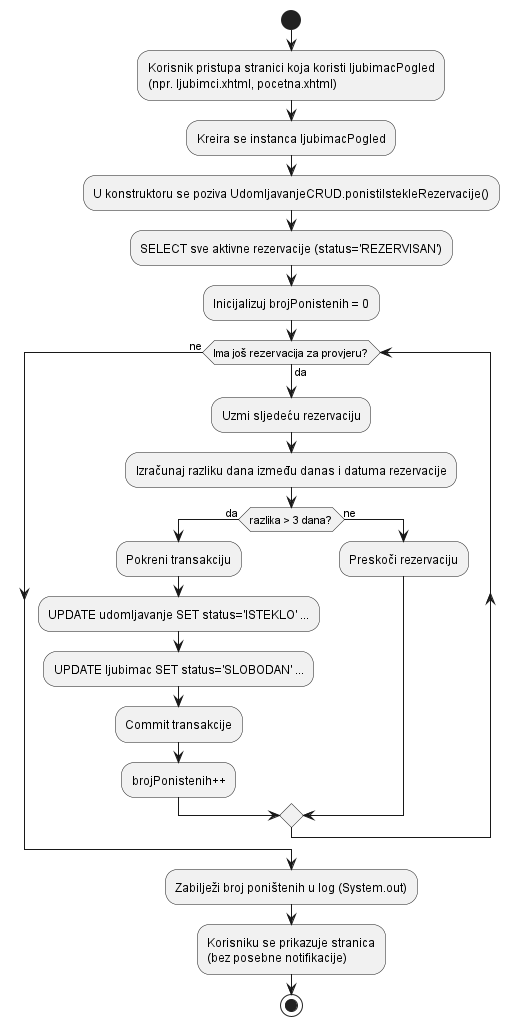 Korisnik pristupa stranici koja koristi ljubimacPogled
(npr. ljubimci.xhtml, pocetna.xhtml)
Kreira se instanca ljubimacPogled
U konstruktoru se poziva UdomljavanjeCRUD.ponistiIstekleRezervacije()
SELECT sve aktivne rezervacije (status='REZERVISAN')
Inicijalizuj brojPonistenih = 0
ne
Ima još rezervacija za provjeru?
da
Uzmi sljedeću rezervaciju
Izračunaj razliku dana između danas i datuma rezervacije
da
razlika > 3 dana?
ne
Pokreni transakciju
Preskoči rezervaciju
UPDATE udomljavanje SET status='ISTEKLO' ...
UPDATE ljubimac SET status='SLOBODAN' ...
Commit transakcije
brojPonistenih++
Zabilježi broj poništenih u log (System.out)
Korisniku se prikazuje stranica
(bez posebne notifikacije)